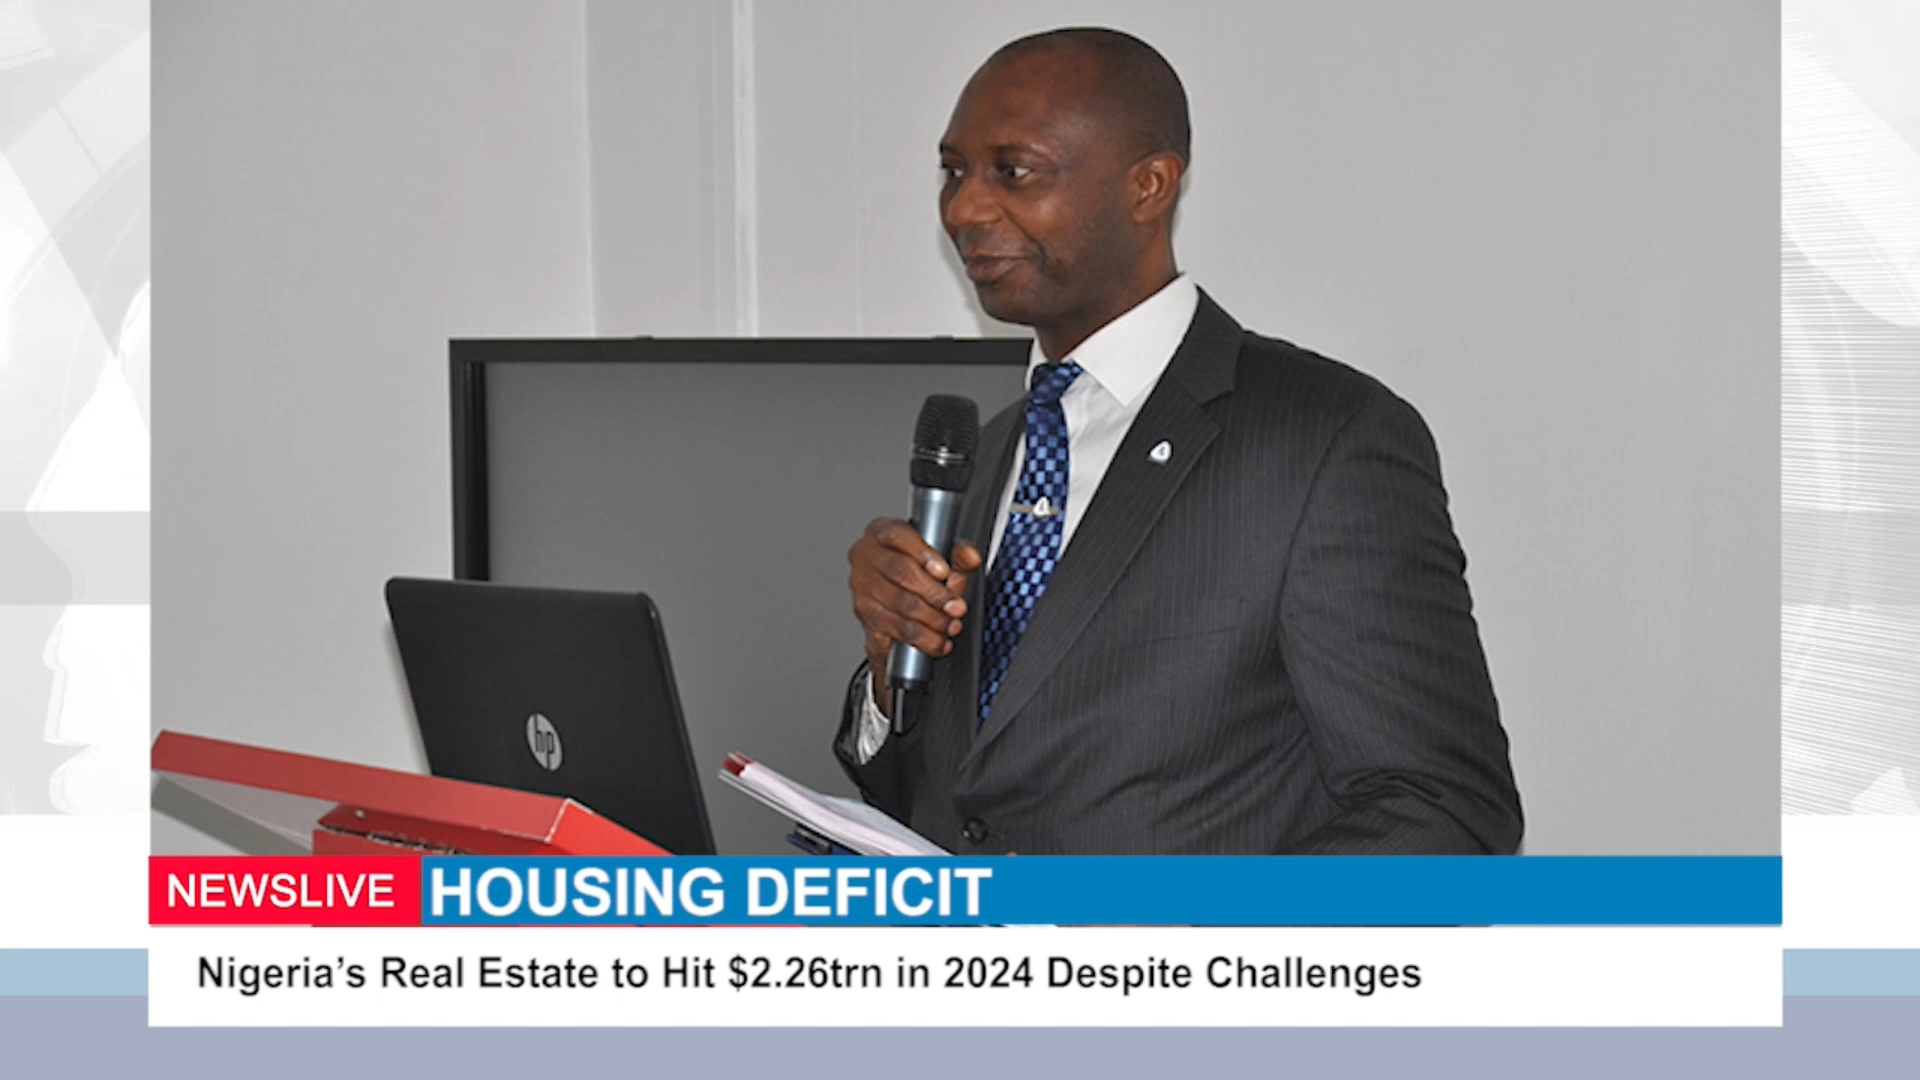 hp
NEWSLIVE HOUSING DEFICIT
Nigeria’s Real Estate to Hit $2.26trn in 2024 Despite Challenges